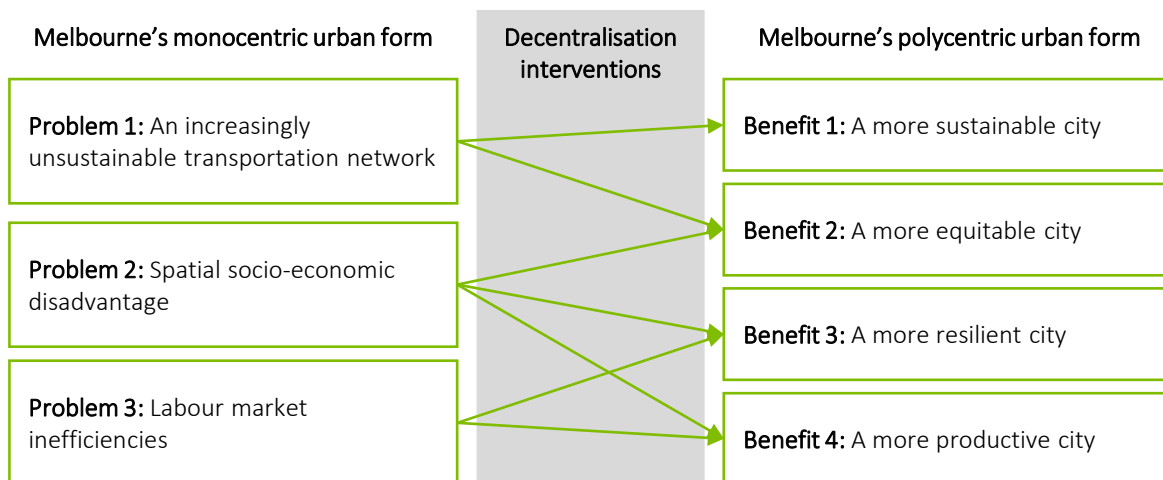 Melbourne's monocentric urban form
Decentralisation
interventions
Melbourne's polycentric urban form
Problem 1: An increasingly
unsustainable transportation network
Problem 2: Spatial socio-economic
disadvantage
Problem 3: Labour market
inefficiencies
Benefit 1: A more sustainable city
Benefit 2: A more equitable city
Benefit 3: A more resilient city
Benefit 4: A more productive city